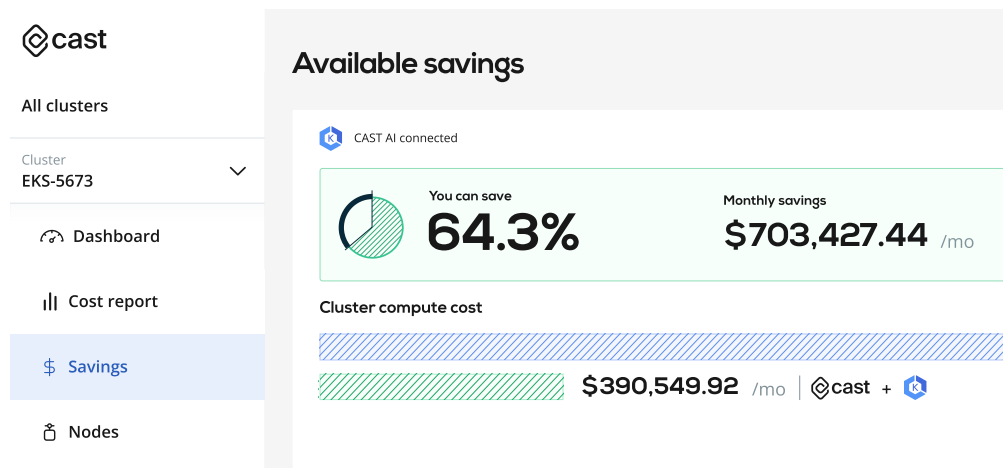 cast
All clusters
Cluster
EKS-5673
Dashboard
Cost report
Savings
Nodes
Available savings
CAST AI connected
You can save
64.3%
Monthly savings
$703,427.44 /mo
Cluster compute cost
$390,549.92 /mo | cast +